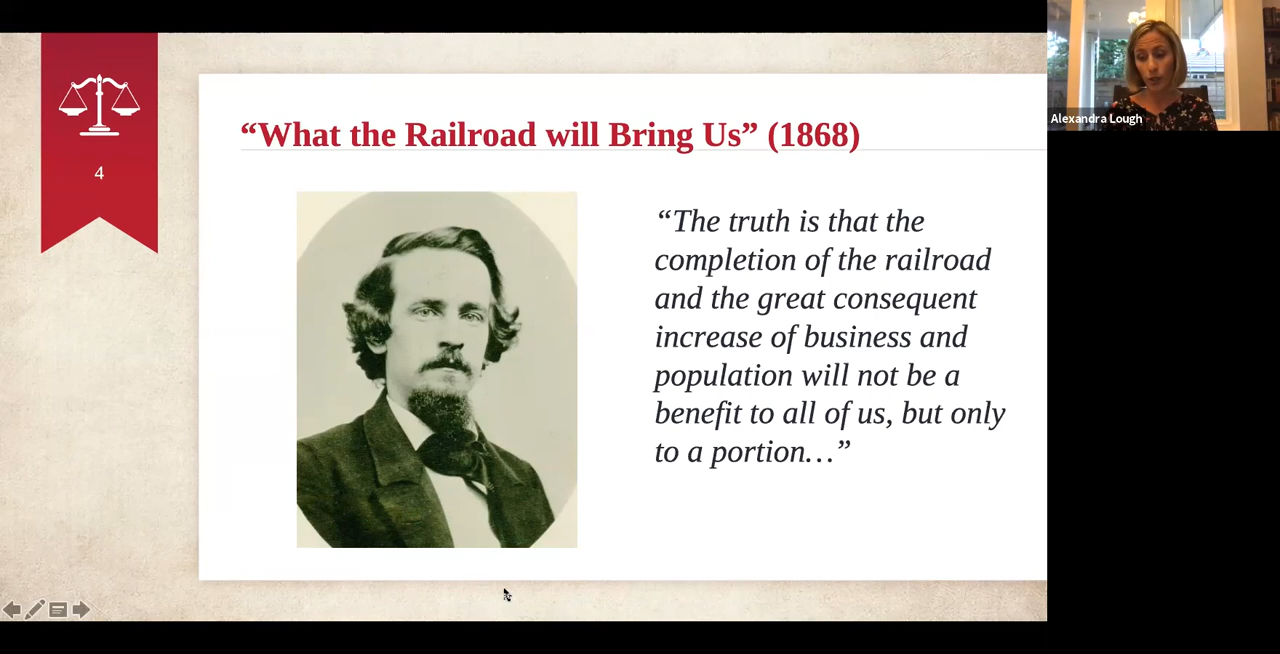 4
“What the Railroad will Bring Us” (1868)
“The truth is that the
completion of the railroad
and the great consequent
increase of business and
population will not be a
benefit to all of us, but only
to a portion…”
Alexandra Lough